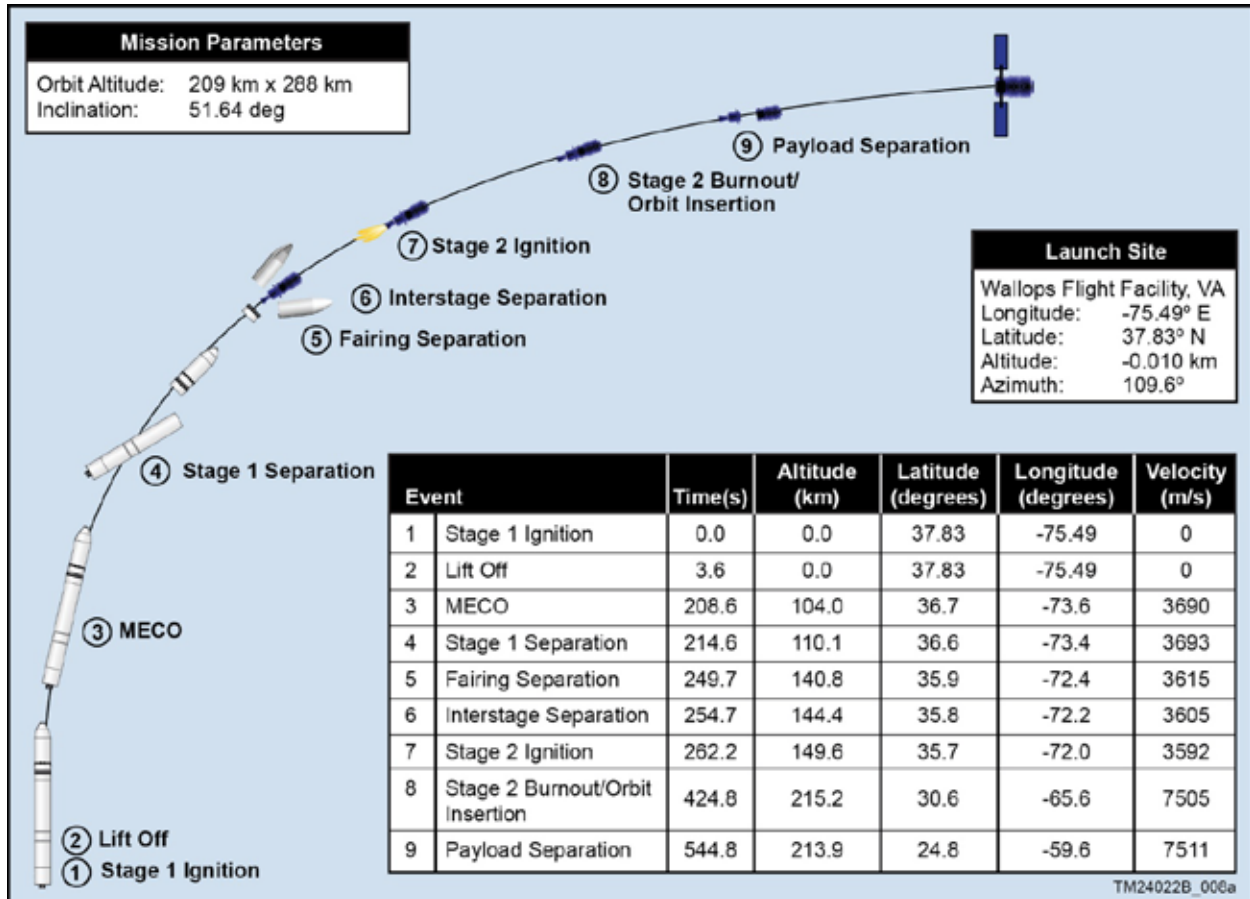 Mission Parameters
Orbit Altitude: 209 km x 288 km
Inclination: 51.64 deg
9 Payload Separation
8 Stage 2 Burnout/
Orbit Insertion
7 Stage 2 Ignition
6 Interstage Separation
5 Fairing Separation
4 Stage 1 Separation
3 MECO
2 Lift Off
1 Stage 1 Ignition
Launch Site
Wallops Flight Facility, VA
Longitude: -75.49º E
Latitude: 37.83º N
Altitude: -0.010 km
Azimuth: 109.6º
Event Time(s) Altitude (km) Latitude (degrees) Longitude (degrees) Velocity (m/s)
1 Stage 1 Ignition 0.0 0.0 37.83 -75.49 0
2 Lift Off 3.6 0.0 37.83 -75.49 0
3 MECO 208.6 104.0 36.7 -73.6 3690
4 Stage 1 Separation 214.6 110.1 36.6 -73.4 3693
5 Fairing Separation 249.7 140.8 35.9 -72.4 3615
6 Interstage Separation 254.7 144.4 35.8 -72.2 3605
7 Stage 2 Ignition 262.2 149.6 35.7 -72.0 3592
8 Stage 2 Burnout/Orbit Insertion 424.8 215.2 30.6 -65.6 7505
9 Payload Separation 544.8 213.9 24.8 -59.6 7511
TM24022B_008a